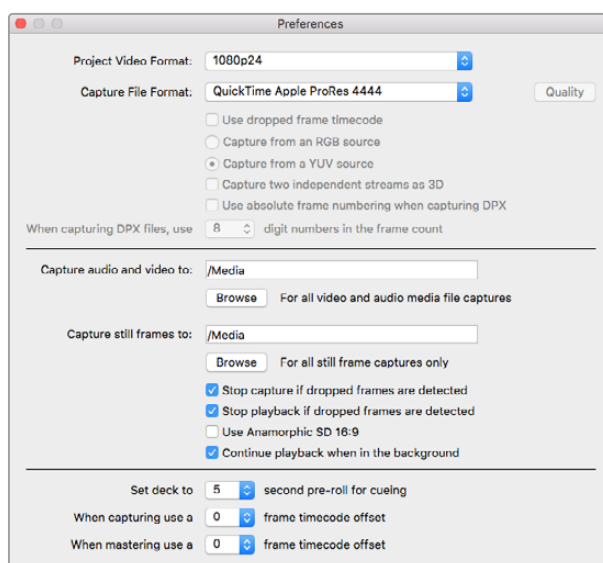 Preferences
Project Video Format: 1080p24
Capture File Format: QuickTime Apple ProRes 4444 Quality
Use dropped frame timecode
Capture from an RGB source
Capture from a YUV source
Capture two independent streams as 3D
Use absolute frame numbering when capturing DPX
When capturing DPX files, use 8 digit numbers in the frame count
Capture audio and video to: /Media
Browse For all video and audio media file captures
Capture still frames to: /Media
Browse For all still frame captures only
Stop capture if dropped frames are detected
Stop playback if dropped frames are detected
Use Anamorphic SD 16:9
Continue playback when in the background
Set deck to 5 second pre-roll for cueing
When capturing use a 0 frame timecode offset
When mastering use a 0 frame timecode offset